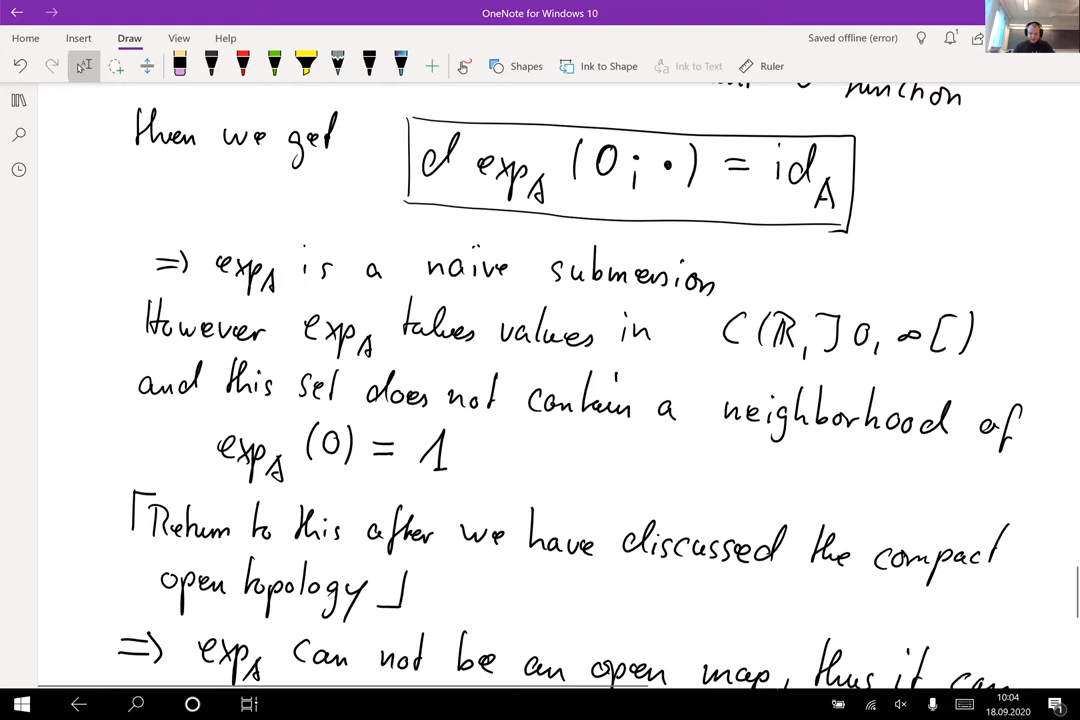 OneNote for Windows 10
Home Insert Draw View Help
Saved offline (error)
Shapes Ink to Shape Ink to Text Ruler
function
then we get d exp_A (0; •) = id_A
=> exp_A is a naïve submersion
However exp_A takes values in C(ℝ, ]0, ∞[)
and this set does not contain a neighborhood of
exp_A (0) = 1
⌈Return to this after we have discussed the compact
open topology⌋
=> exp_A can not be an open map, thus it can
10:04
18.09.2020